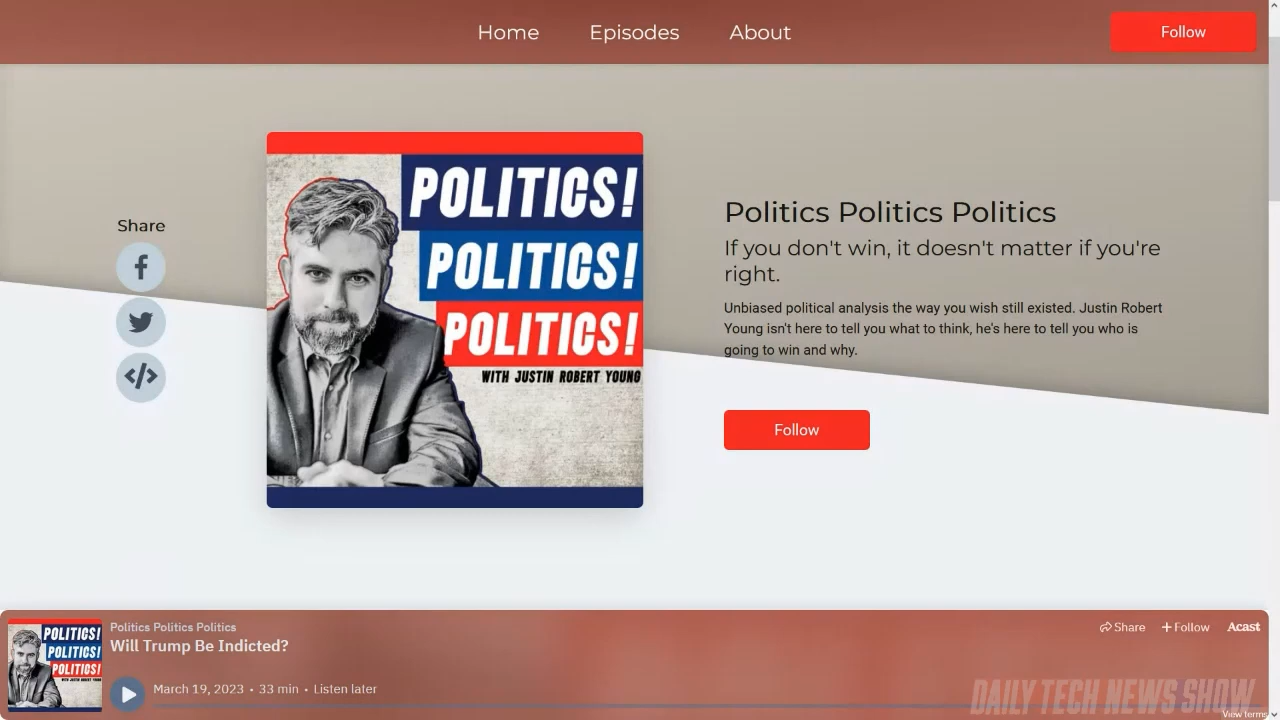 Home Episodes About Follow
Share
POLITICS!
POLITICS!
POLITICS!
WITH JUSTIN ROBERT YOUNG
Politics Politics Politics
If you don't win, it doesn't matter if you're
right.
Unbiased political analysis the way you wish still existed. Justin Robert
Young isn't here to tell you what to think, he's here to tell you who is
going to win and why.
Follow
POLITICS!
POLITICS!
POLITICS!
WITH JUSTIN ROBERT YOUNG
Politics Politics Politics
Will Trump Be Indicted?
March 19, 2023 • 33 min • Listen later
Share + Follow Acast
DAILY TECH NEWS SHOW
View terms